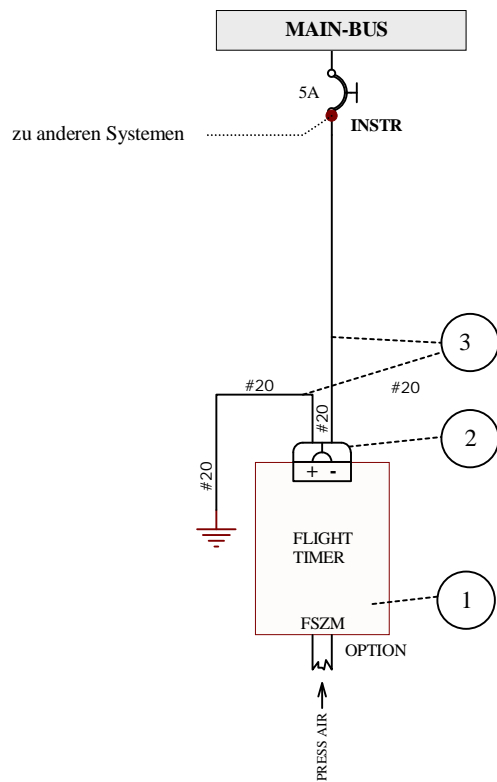 MAIN-BUS
5A
INSTR
zu anderen Systemen
3
#20
#20
#20
#20
2
+ -
FLIGHT
TIMER
1
FSZM
OPTION
PRESS AIR